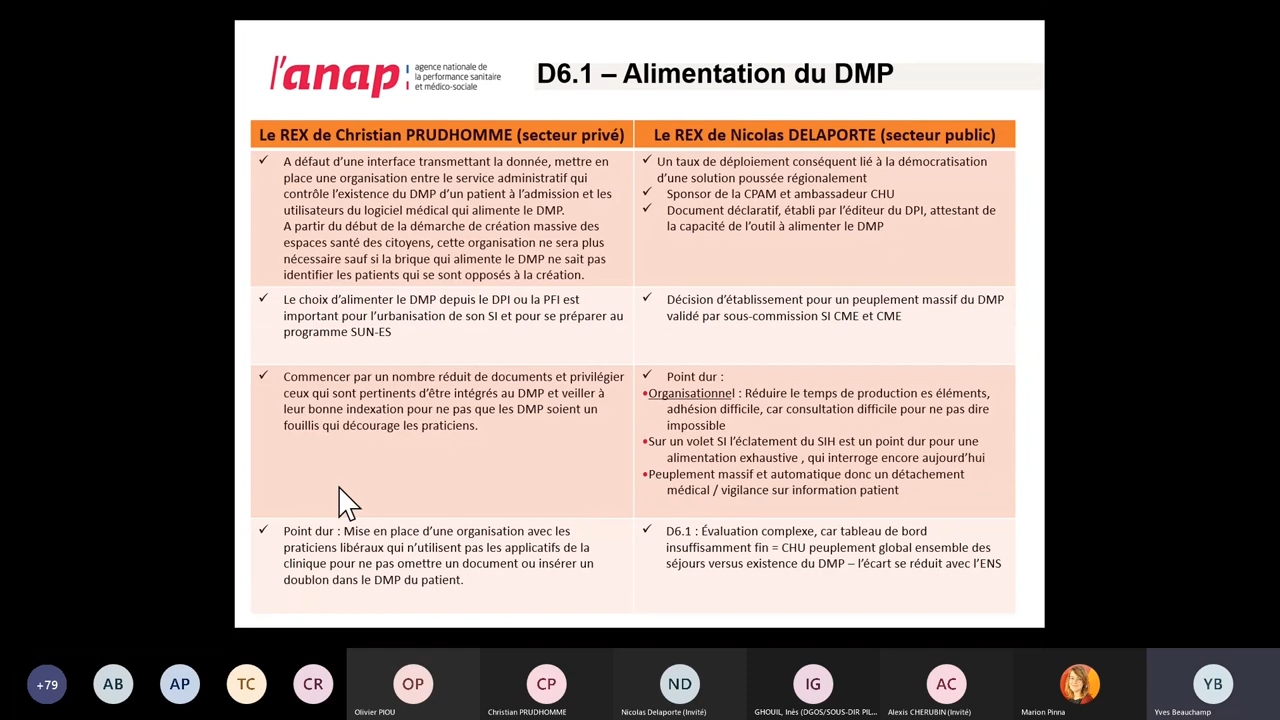 l'anap
agence nationale de
la performance sanitaire
et médico-sociale
D6.1 – Alimentation du DMP
Le REX de Christian PRUDHOMME (secteur privé)
✓ A défaut d’une interface transmettant la donnée, mettre en
place une organisation entre le service administratif qui
contrôle l’existence du DMP d’un patient à l’admission et les
utilisateurs du logiciel médical qui alimente le DMP.
A partir du début de la démarche de création massive des
espaces santé des citoyens, cette organisation ne sera plus
nécessaire sauf si la brique qui alimente le DMP ne sait pas
identifier les patients qui se sont opposés à la création.
✓ Le choix d’alimenter le DMP depuis le DPI ou la PFI est
important pour l’urbanisation de son SI et pour se préparer au
programme SUN-ES
✓ Commencer par un nombre réduit de documents et privilégier
ceux qui sont pertinents d’être intégrés au DMP et veiller à
leur bonne indexation pour ne pas que les DMP soient un
fouillis qui décourage les praticiens.
✓ Point dur : Mise en place d’une organisation avec les
praticiens libéraux qui n’utilisent pas les applicatifs de la
clinique pour ne pas omettre un document ou insérer un
doublon dans le DMP du patient.
Le REX de Nicolas DELAPORTE (secteur public)
✓ Un taux de déploiement conséquent lié à la démocratisation
d’une solution poussée régionalement
✓ Sponsor de la CPAM et ambassadeur CHU
✓ Document déclaratif, établi par l’éditeur du DPI, attestant de
la capacité de l’outil à alimenter le DMP
✓ Décision d’établissement pour un peuplement massif du DMP
validé par sous-commission SI CME et CME
✓ Point dur :
•Organisationnel : Réduire le temps de production es éléments,
adhésion difficile, car consultation difficile pour ne pas dire
impossible
•Sur un volet SI l’éclatement du SIH est un point dur pour une
alimentation exhaustive , qui interroge encore aujourd’hui
•Peuplement massif et automatique donc un détachement
médical / vigilance sur information patient
✓ D6.1 : Évaluation complexe, car tableau de bord
insuffisamment fin = CHU peuplement global ensemble des
séjours versus existence du DMP – l’écart se réduit avec l’ENS
+79
AB
AP
TC
CR
OP
Olivier PIOU
CP
Christian PRUDHOMME
ND
Nicolas Delaporte (Invité)
IG
GHOUIL, Inès (DGOS/SOUS-DIR PIL...
AC
Alexis CHERUBIN (Invité)
Marion Pinna
YB
Yves Beauchamp